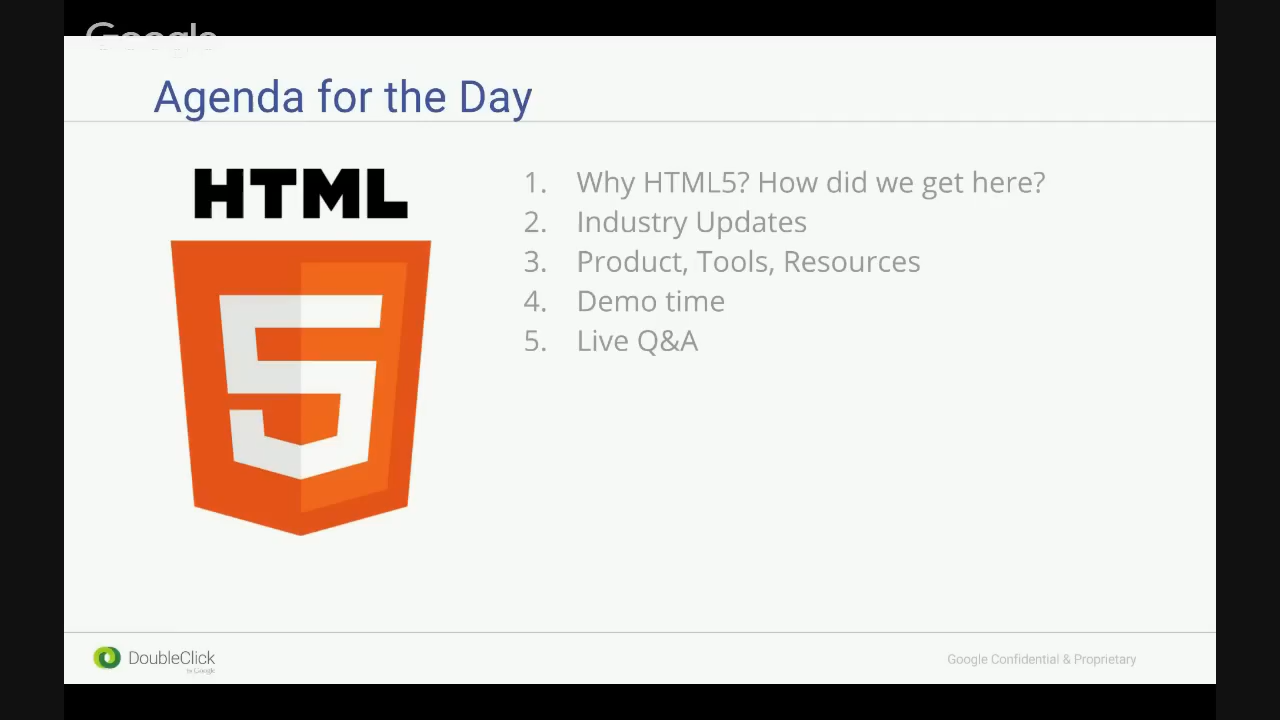 Google
Agenda for the Day
HTML
5
1. Why HTML5? How did we get here?
2. Industry Updates
3. Product, Tools, Resources
4. Demo time
5. Live Q&A
DoubleClick
by Google
Google Confidential & Proprietary